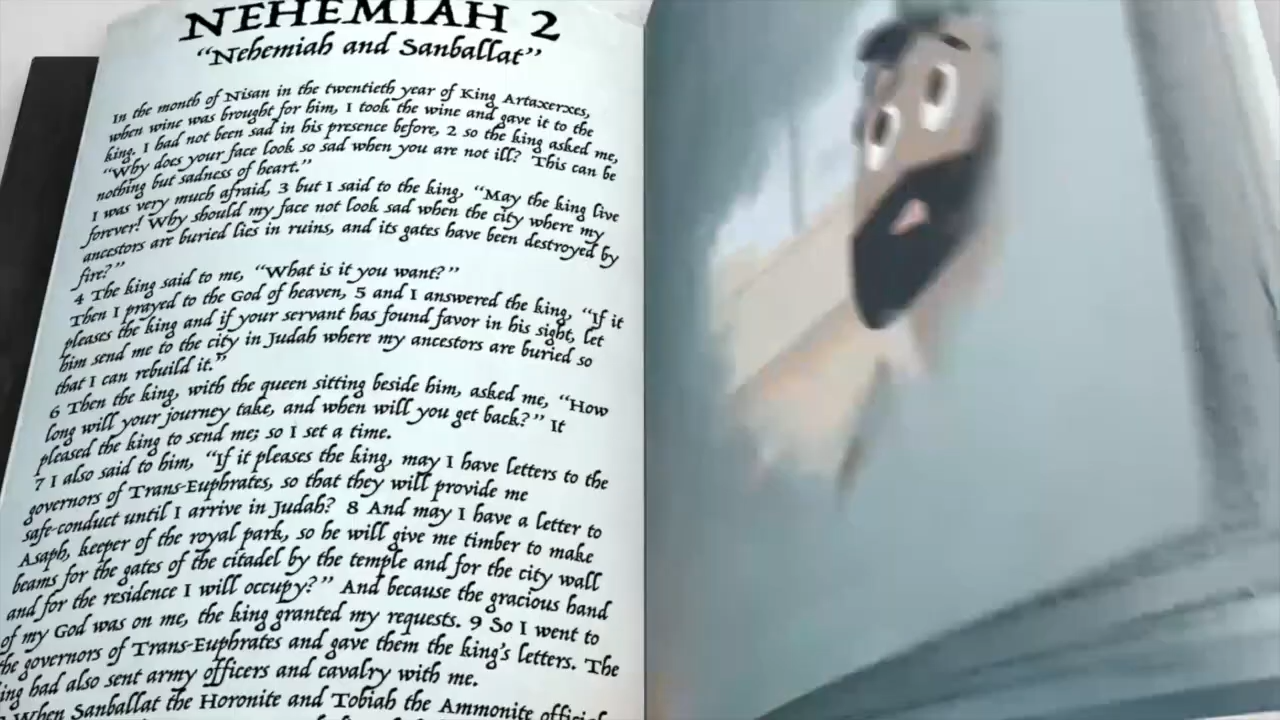 NEHEMIAH 2
“Nehemiah and Sanballat”
In the month of Nisan in the twentieth year of King Artaxerxes,
when wine was brought for him, I took the wine and gave it to the
king. I had not been sad in his presence before, 2 so the king asked me,
“Why does your face look so sad when you are not ill? This can be
nothing but sadness of heart.”
I was very much afraid, 3 but I said to the king, “May the king live
forever! Why should my face not look sad when the city where my
ancestors are buried lies in ruins, and its gates have been destroyed by
fire?”
4 The king said to me, “What is it you want?”
Then I prayed to the God of heaven, 5 and I answered the king, “If it
pleases the king and if your servant has found favor in his sight, let
him send me to the city in Judah where my ancestors are buried so
that I can rebuild it.”
6 Then the king, with the queen sitting beside him, asked me, “How
long will your journey take, and when will you get back?” It
pleased the king to send me; so I set a time.
7 I also said to him, “If it pleases the king, may I have letters to the
governors of Trans-Euphrates, so that they will provide me
safe-conduct until I arrive in Judah? 8 And may I have a letter to
Asaph, keeper of the royal park, so he will give me timber to make
beams for the gates of the citadel by the temple and for the city wall
and for the residence I will occupy?” And because the gracious hand
of my God was on me, the king granted my requests. 9 So I went to
the governors of Trans-Euphrates and gave them the king’s letters. The
ing had also sent army officers and cavalry with me.
When Sanballat the Horonite and Tobiah the Ammonite official